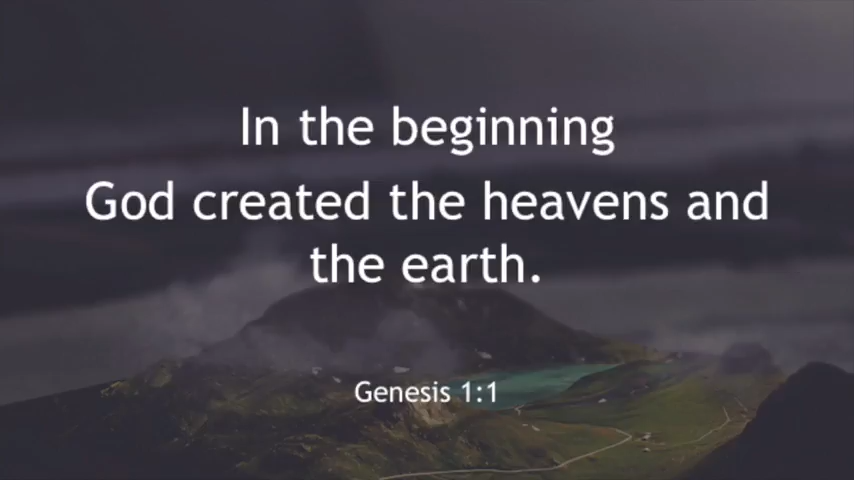 In the beginning
God created the heavens and
the earth.
Genesis 1:1